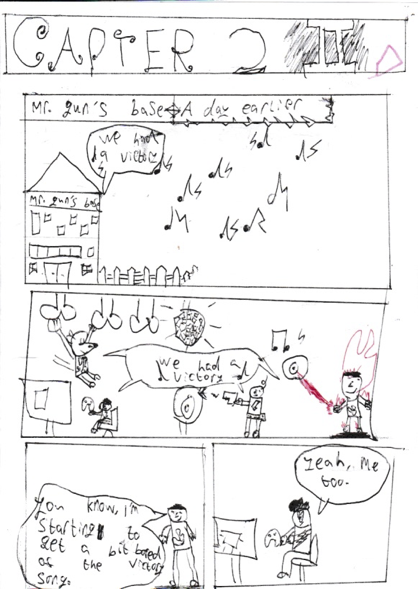 CAPTER 2
Mr. gun's base A day earlier
we had
a
victory
Mr. gun's base
we had a
victory
You know, I'm
Starting to
get a bit bored
of the victory
Song.
Yeah, Me
too.